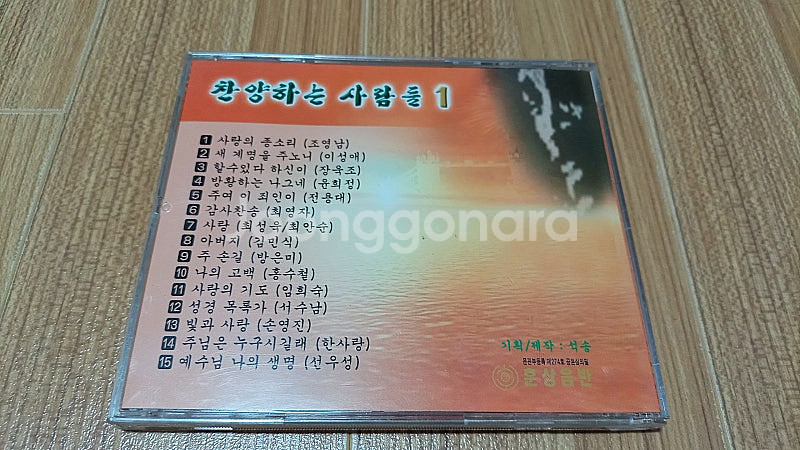 찬양하는 사람들 1
1 사랑의 종소리 (조영남)
2 새 계명을 주노니 (이성애)
3 할수있다 하신이 (장욱조)
4 방황하는 나그네 (윤희정)
5 주여 이 죄인이 (전용대)
6 감사찬송 (최영자)
7 사랑 (최성욱/최안순)
8 아버지 (김민식)
9 주 손길 (방은미)
10 나의 고백 (홍수철)
11 사랑의 기도 (임희숙)
12 성경 목록가 (서수남)
13 빛과 사랑 (손영진)
14 주님은 누구시길래 (한사랑)
15 예수님 나의 생명 (선우성)
joonggonara
기획/제작 : 석송